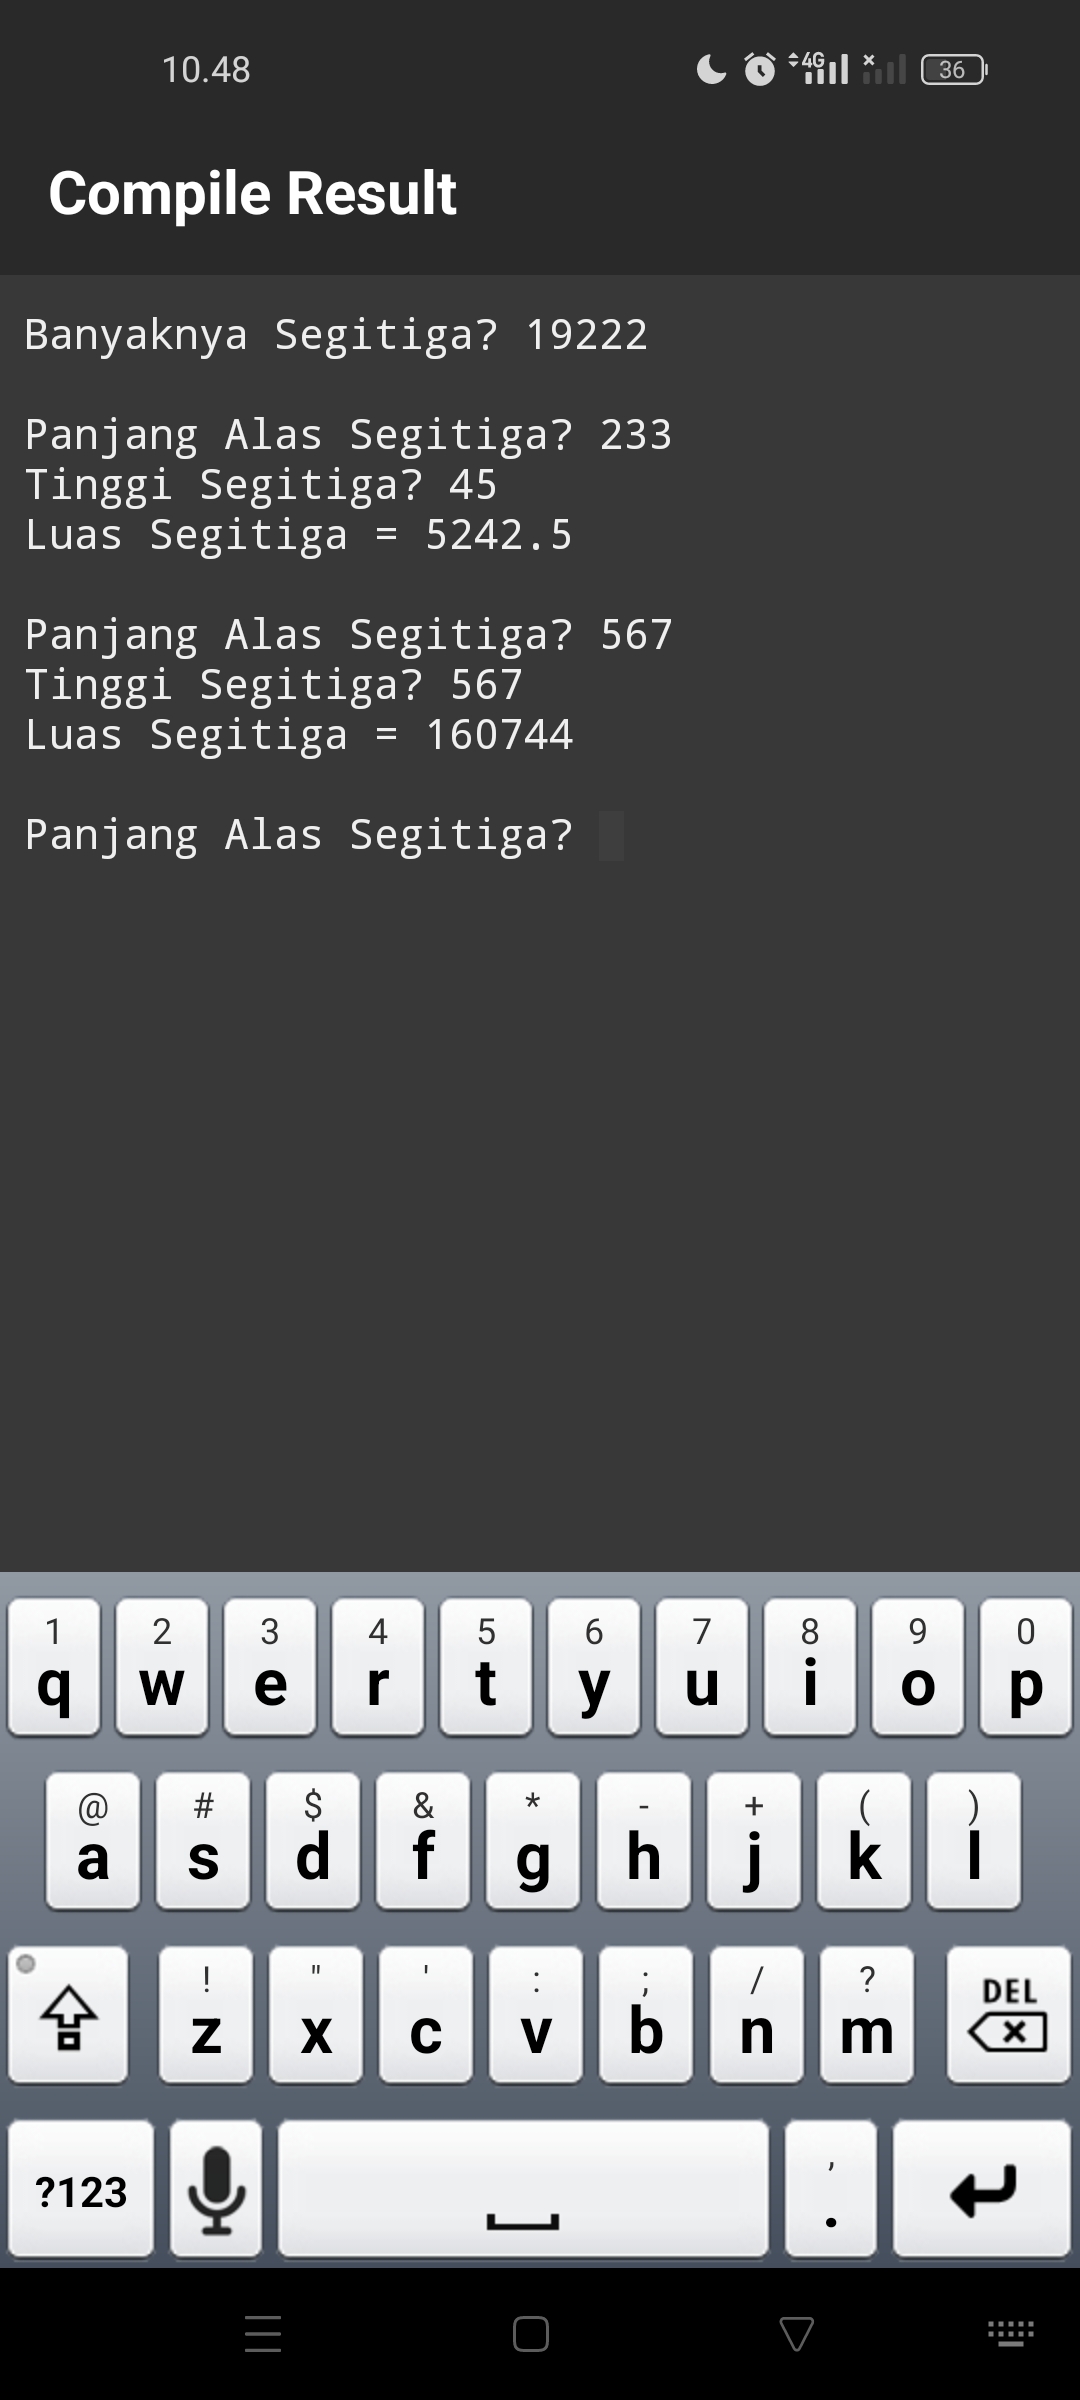 10.48
4G
36
Compile Result
Banyaknya Segitiga? 19222
Panjang Alas Segitiga? 233
Tinggi Segitiga? 45
Luas Segitiga = 5242.5
Panjang Alas Segitiga? 567
Tinggi Segitiga? 567
Luas Segitiga = 160744
Panjang Alas Segitiga?
1 2 3 4 5 6 7 8 9 0
q w e r t y u i o p
@ # $ & * - + ( )
a s d f g h j k l
! " ' : ; / ? DEL
z x c v b n m
?123 , .